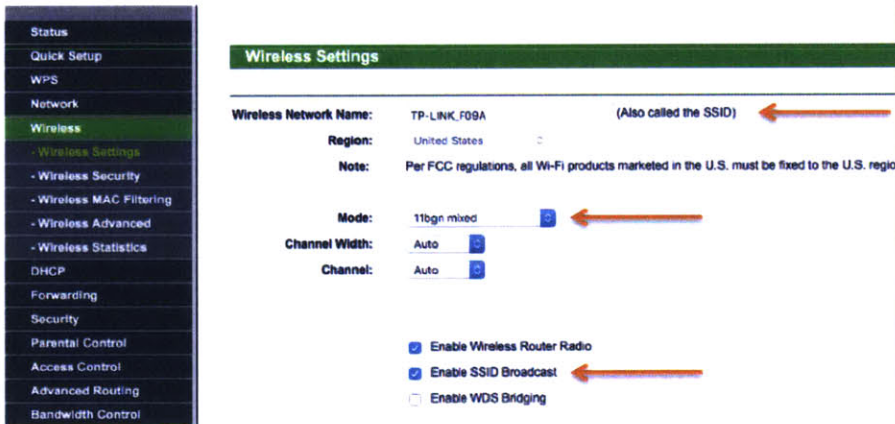 Status
Quick Setup
WPS
Network
Wireless
- Wireless Settings
- Wireless Security
- Wireless MAC Filtering
- Wireless Advanced
- Wireless Statistics
DHCP
Forwarding
Security
Parental Control
Access Control
Advanced Routing
Bandwidth Control
Wireless Settings
Wireless Network Name: TP-LINK_F09A (Also called the SSID)
Region: United States
Note: Per FCC regulations, all Wi-Fi products marketed in the U.S. must be fixed to the U.S. regio
Mode: 11bgn mixed
Channel Width: Auto
Channel: Auto
Enable Wireless Router Radio
Enable SSID Broadcast
Enable WDS Bridging